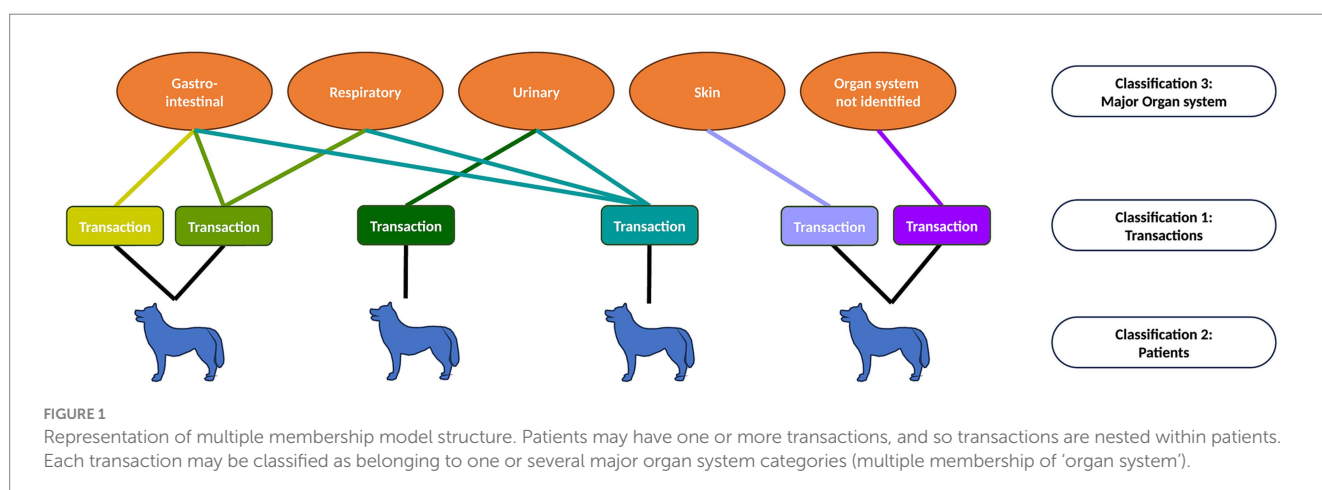 Gastro-
intestinal
Respiratory
Urinary
Skin
Organ system
not identified
Classification 3:
Major Organ system
Transaction
Transaction
Transaction
Transaction
Transaction
Transaction
Classification 1:
Transactions
Classification 2:
Patients
FIGURE 1
Representation of multiple membership model structure. Patients may have one or more transactions, and so transactions are nested within patients.
Each transaction may be classified as belonging to one or several major organ system categories (multiple membership of ‘organ system’).